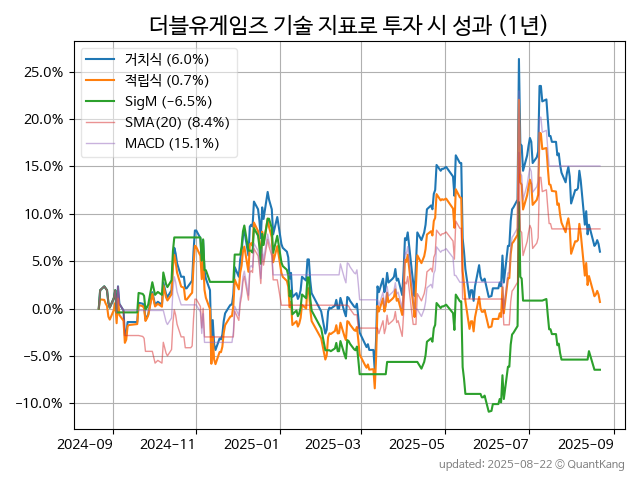 더블유게임즈 기술 지표로 투자 시 성과 (1년)
거치식 (6.0%)
적립식 (0.7%)
SigM (−6.5%)
SMA(20) (8.4%)
MACD (15.1%)
25.0%
20.0%
15.0%
10.0%
5.0%
0.0%
−5.0%
−10.0%
2024-09 2024-11 2025-01 2025-03 2025-05 2025-07 2025-09
updated: 2025-08-22 © QuantKang